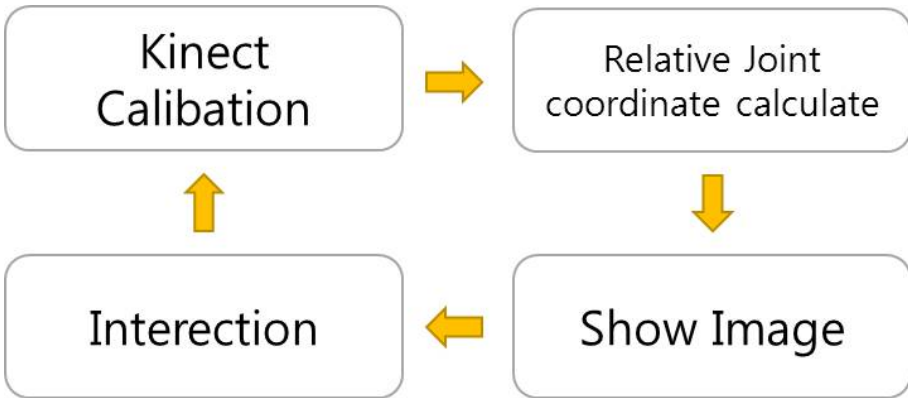 Kinect
Calibation
Relative Joint
coordinate calculate
Interection
Show Image